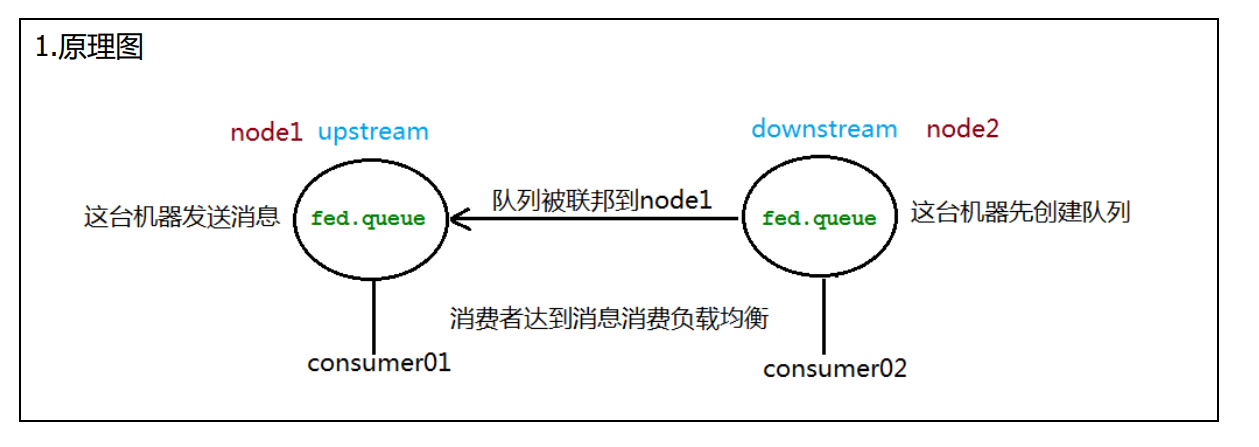 1.原理图
node1 upstream
downstream node2
这台机器发送消息
fed.queue
队列被联邦到node1
fed.queue
这台机器先创建队列
消费者达到消息消费负载均衡
consumer01
consumer02